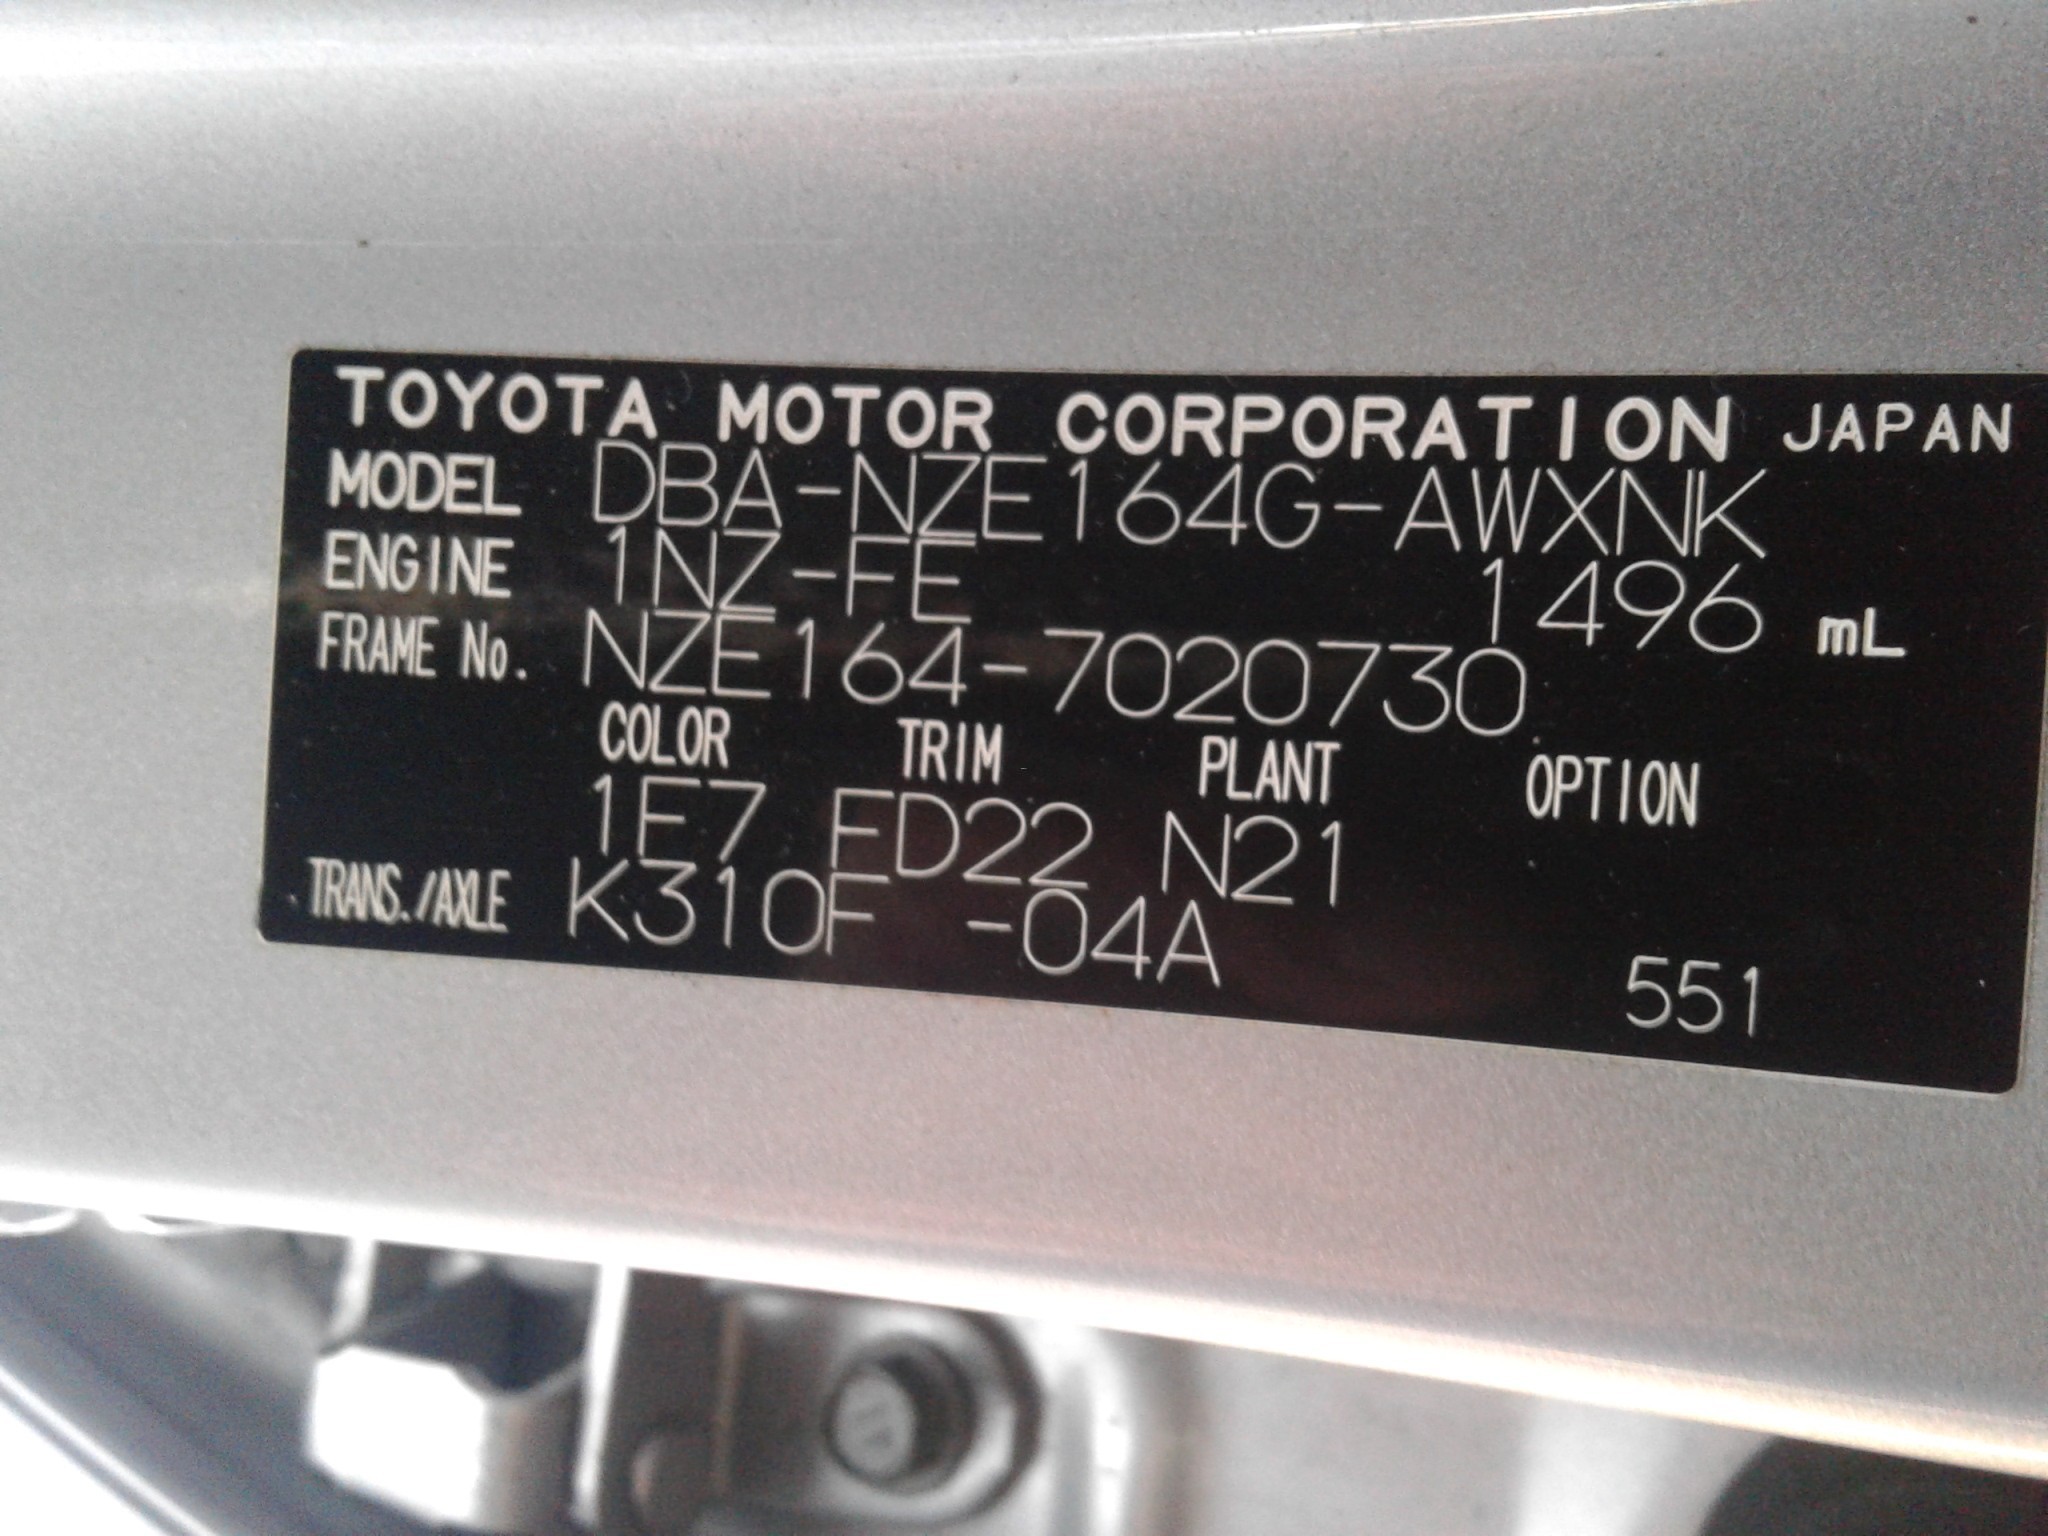 TOYOTA MOTOR CORPORATION JAPAN
MODEL DBA-NZE164G-AWXNK
ENGINE 1NZ-FE 1496 mL
FRAME No. NZE164-7020730
COLOR TRIM PLANT OPTION
1F7 FD22 N21
TRANS./AXLE K310F -04A
551